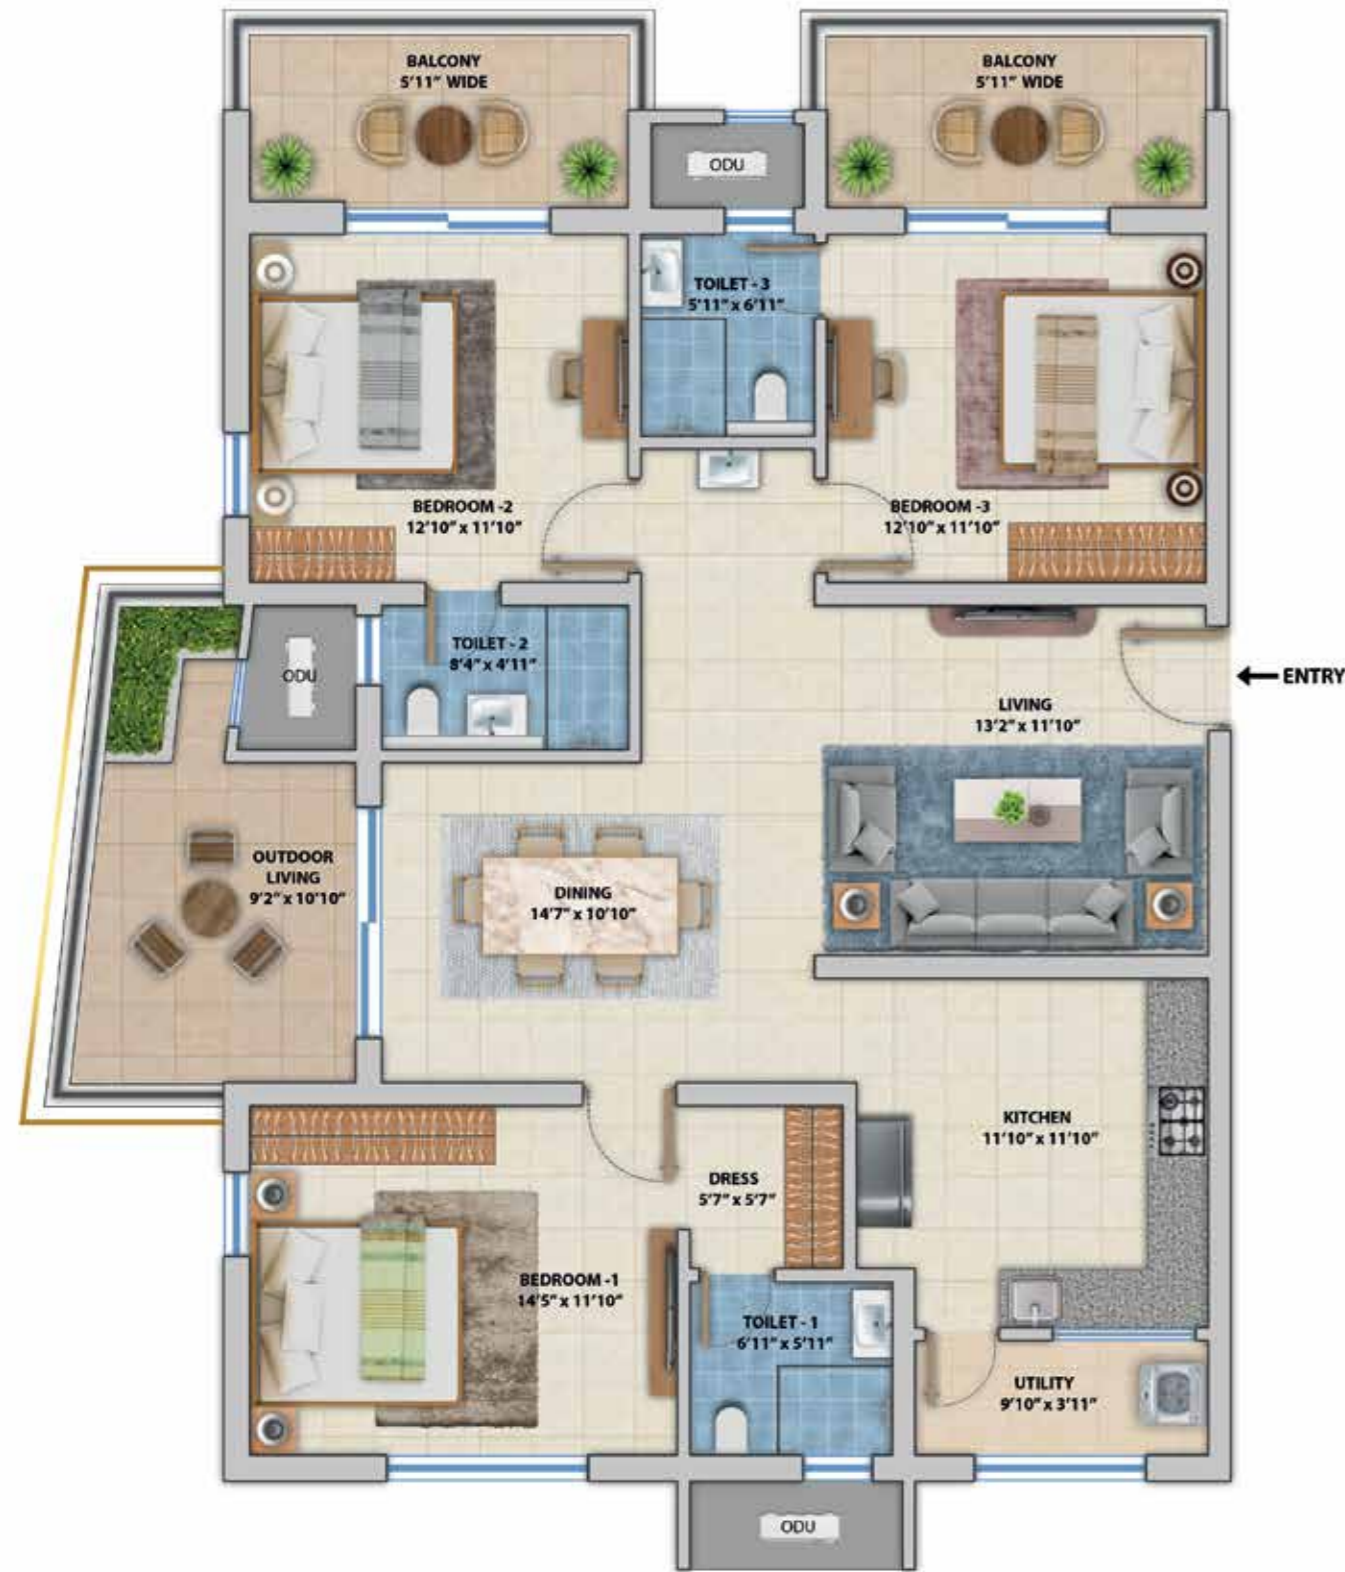 BALCONY
5'11" WIDE
BALCONY
5'11" WIDE
ODU
TOILET - 3
5'11" x 6'11"
BEDROOM -2
12'10" x 11'10"
BEDROOM -3
12'10" x 11'10"
TOILET - 2
8'4" x 4'11"
ODU
ENTRY
LIVING
13'2" x 11'10"
OUTDOOR
LIVING
9'2" x 10'10"
DINING
14'7" x 10'10"
KITCHEN
11'10" x 11'10"
DRESS
5'7" x 5'7"
BEDROOM -1
14'5" x 11'10"
TOILET - 1
6'11" x 5'11"
UTILITY
9'10" x 3'11"
ODU